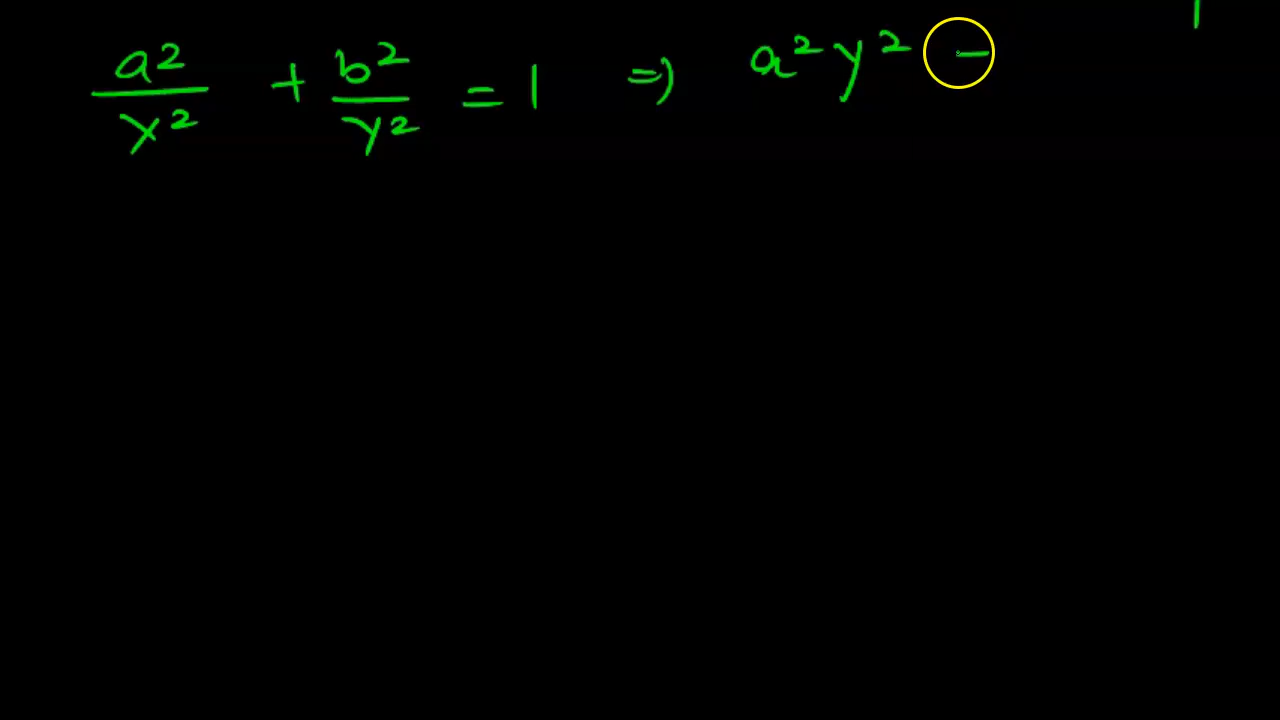 a²/x² + b²/y² = 1 ⇒ a²y² −